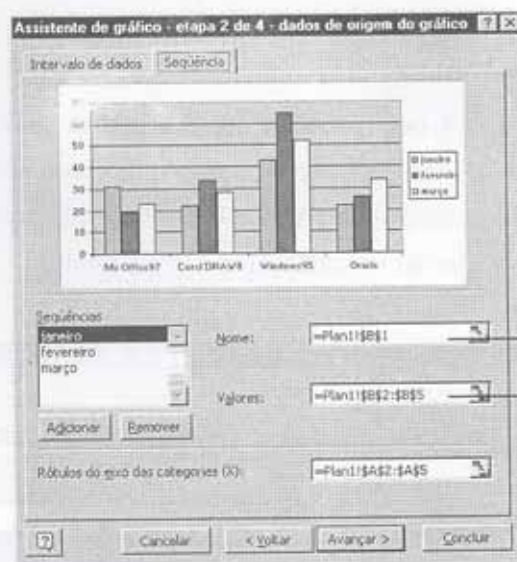 Assistente de gráfico - etapa 2 de 4 - dados de origem do gráfico
Intervalo de dados Seqüência
60
50
40
30
20
10
0
Ms Office97 Corel DRAW8 Windows95 Oracle
janeiro
fevereiro
março
Seqüências
janeiro
fevereiro
março
Nome: =Plan1!$B$1
Valores: =Plan1!$B$2:$B$5
Adicionar Remover
Rótulos do eixo das categories (X): =Plan1!$A$2:$A$5
Cancelar < Voltar Avançar > Concluir